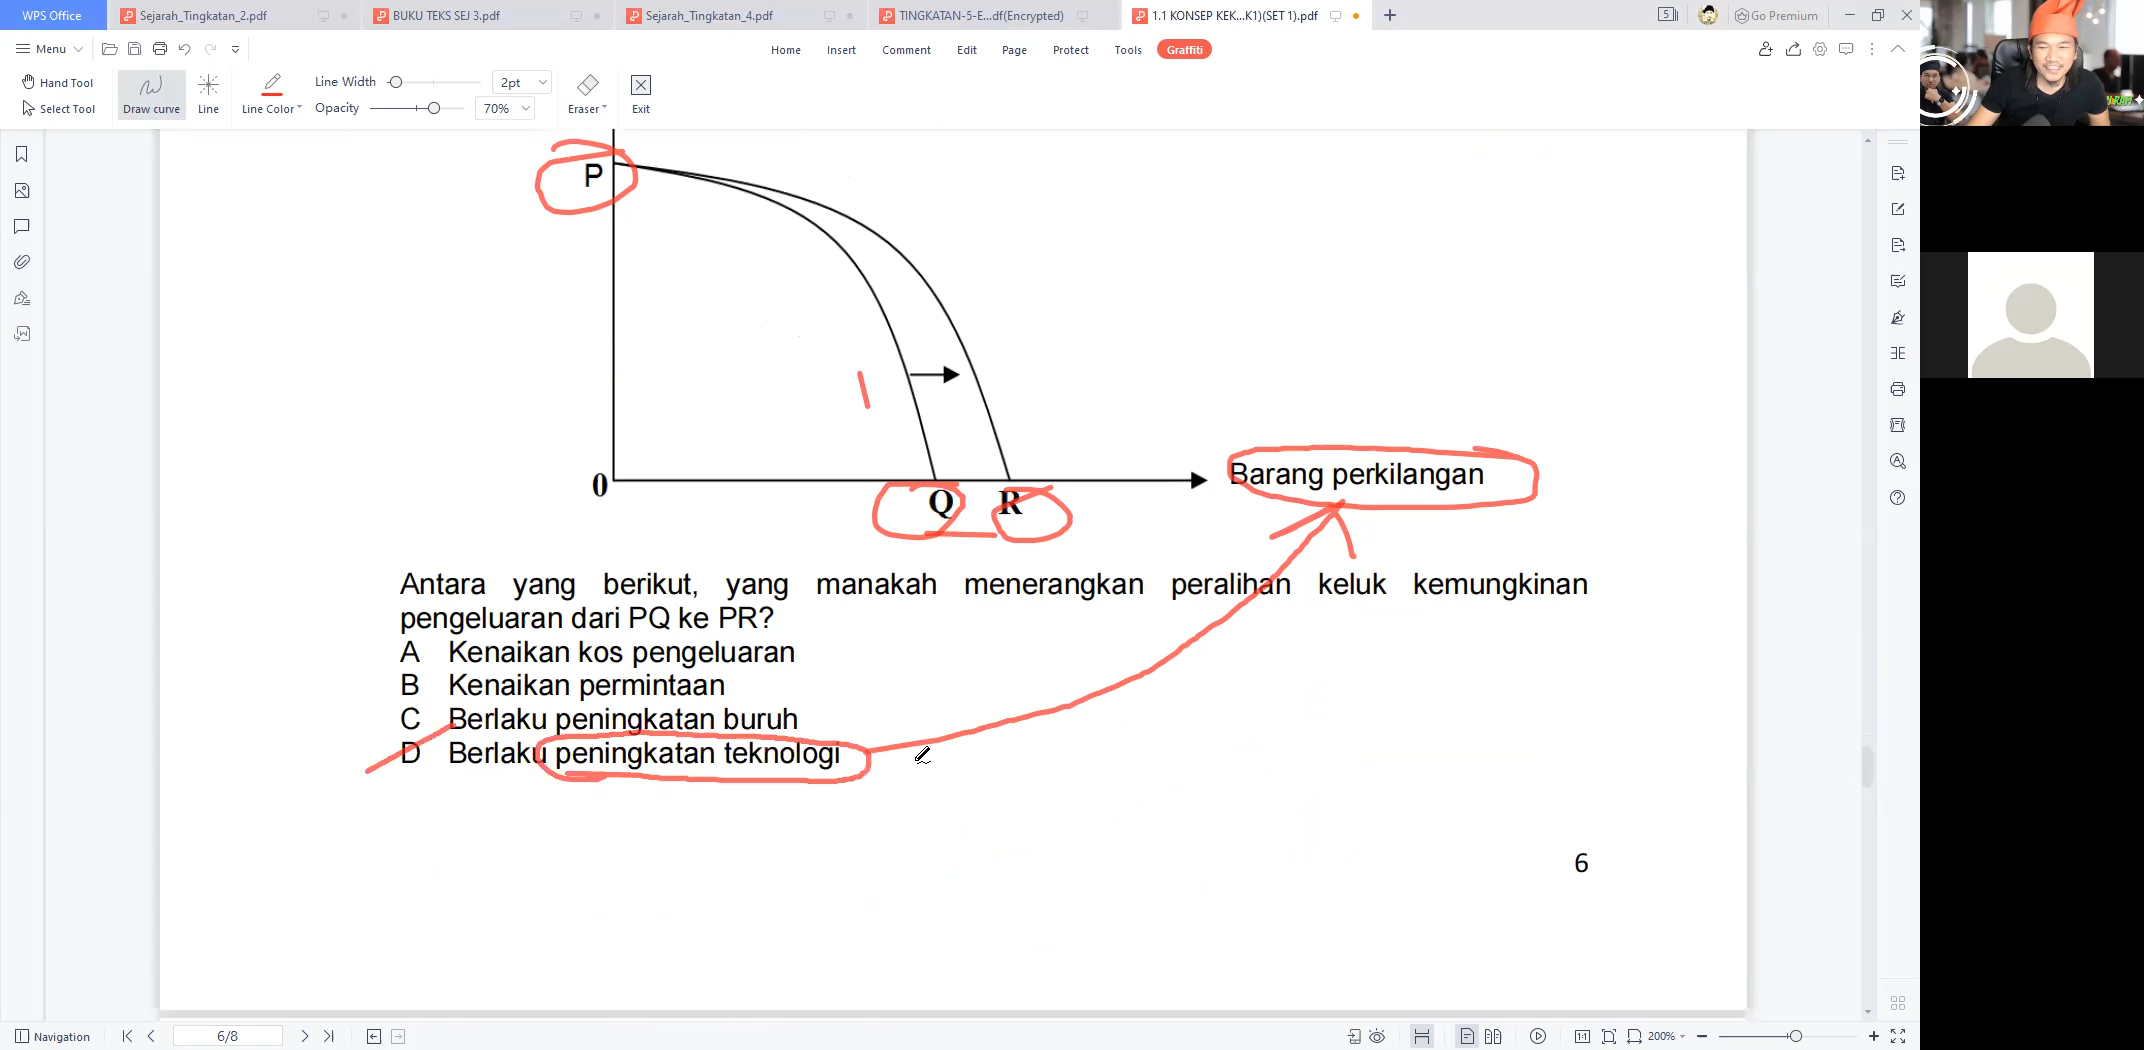 WPS Office
Sejarah_Tingkatan_2.pdf
BUKU TEKS SEJ 3.pdf
Sejarah_Tingkatan_4.pdf
TINGKATAN-5-E...df(Encrypted)
1.1 KONSEP KEK...K1)(SET 1).pdf
5
Go Premium
Menu
Home
Insert
Comment
Edit
Page
Protect
Tools
Graffiti
Hand Tool
Select Tool
Draw curve
Line
Line Color
Line Width
2pt
Opacity
70%
Eraser
Exit
P
0
Q
R
Barang perkilangan
Antara yang berikut, yang manakah menerangkan peralihan keluk kemungkinan
pengeluaran dari PQ ke PR?
A Kenaikan kos pengeluaran
B Kenaikan permintaan
C Berlaku peningkatan buruh
D Berlaku peningkatan teknologi
6
Navigation
6/8
1:1
200%